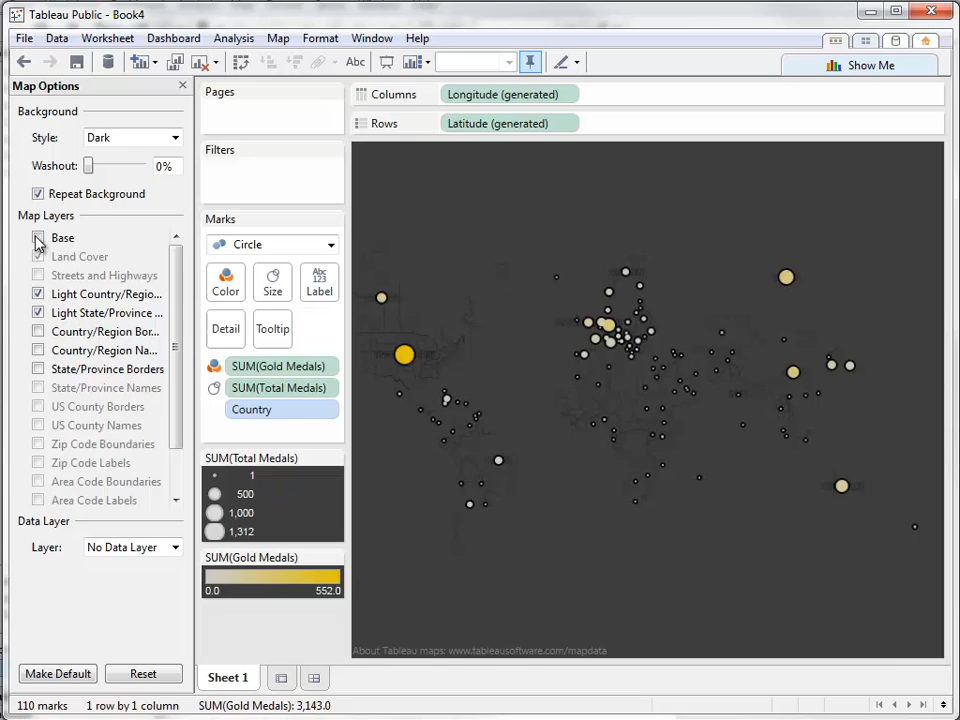 Tableau Public - Book4
File Data Worksheet Dashboard Analysis Map Format Window Help
Abc
Show Me
Map Options
Background
Style: Dark
Washout: 0%
Repeat Background
Map Layers
Base
Land Cover
Streets and Highways
Light Country/Regio...
Light State/Province ...
Country/Region Bor...
Country/Region Na...
State/Province Borders
State/Province Names
US County Borders
US County Names
Zip Code Boundaries
Zip Code Labels
Area Code Boundaries
Area Code Labels
Data Layer
Layer: No Data Layer
Make Default Reset
Pages
Filters
Marks
Circle
Color Size Abc 123 Label
Detail Tooltip
SUM(Gold Medals)
SUM(Total Medals)
Country
SUM(Total Medals)
1
500
1,000
1,312
SUM(Gold Medals)
0.0 552.0
Columns Longitude (generated)
Rows Latitude (generated)
About Tableau maps: www.tableausoftware.com/mapdata
Sheet 1
110 marks 1 row by 1 column SUM(Gold Medals): 3,143.0